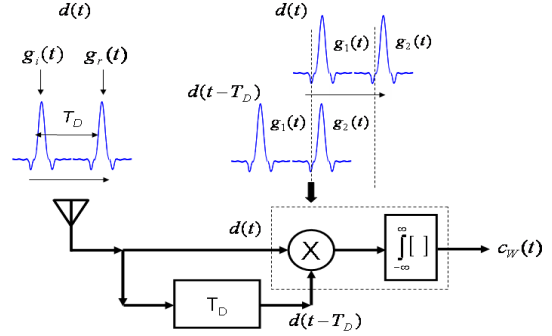 d(t)
g_i(t) g_r(t)
T_D
d(t)
g_1(t) g_2(t)
d(t−T_D)
g_1(t) g_2(t)
d(t)
X
∫_{-∞}^{∞}[ ]
c_W(t)
T_D
d(t−T_D)